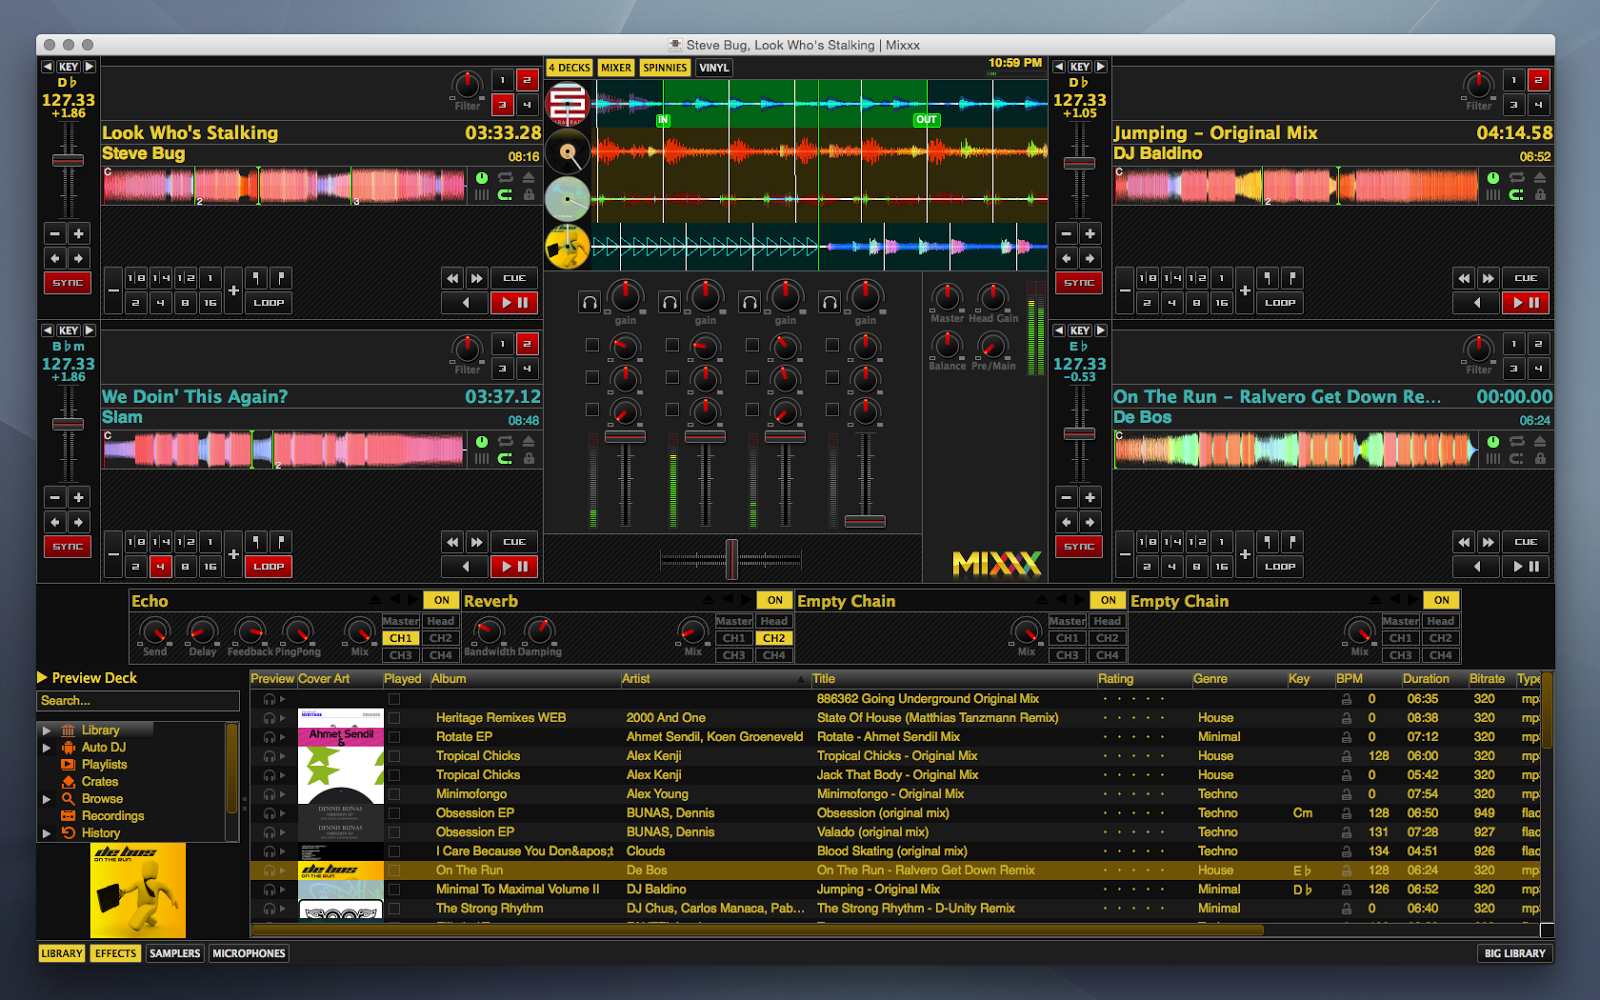 Steve Bug, Look Who's Stalking | Mixxx
KEY
D♭
127.33
+1.86
Filter
1 2
3 4
Look Who's Stalking 03:33.28
Steve Bug 08:16
C 2 3
SYNC
1|8 1|4 1|2 1
2 4 8 16
LOOP
CUE
4 DECKS MIXER SPINNIES VINYL 10:59 PM
IN OUT
KEY
D♭
127.33
+1.05
Filter
1 2
3 4
Jumping - Original Mix 04:14.58
DJ Baldino 06:52
C 2
SYNC
1|8 1|4 1|2 1
2 4 8 16
LOOP
CUE
KEY
B♭m
127.33
+1.86
Filter
1 2
3 4
We Doin' This Again? 03:37.12
Slam 08:48
C 2
SYNC
1|8 1|4 1|2 1
2 4 8 16
LOOP
CUE
gain gain gain gain
Master Head Gain
Balance Pre/Main
MIXXX
KEY
E♭
127.33
-0.53
Filter
1 2
3 4
On The Run - Ralvero Get Down Re... 00:00.00
De Bos 06:24
C
SYNC
1|8 1|4 1|2 1
2 4 8 16
LOOP
CUE
Echo ON
Send Delay Feedback PingPong Mix
Master Head
CH1 CH2
CH3 CH4
Reverb ON
Bandwidth Damping Mix
Master Head
CH1 CH2
CH3 CH4
Empty Chain ON
Mix
Master Head
CH1 CH2
CH3 CH4
Empty Chain ON
Mix
Master Head
CH1 CH2
CH3 CH4
Preview Deck
Search...
Library
Auto DJ
Playlists
Crates
Browse
Recordings
History
de bos
ON THE RUN
Preview Cover Art Played Album Artist Title Rating Genre Key BPM Duration Bitrate Type
886362 Going Underground Original Mix 0 06:35 320 mp3
Heritage Remixes WEB 2000 And One State Of House (Matthias Tanzmann Remix) House 0 08:38 320 mp3
Rotate EP Ahmet Sendil, Koen Groeneveld Rotate - Ahmet Sendil Mix Minimal 0 07:12 320 mp3
Tropical Chicks Alex Kenji Tropical Chicks - Original Mix House 128 06:00 320 mp3
Tropical Chicks Alex Kenji Jack That Body - Original Mix House 0 05:42 320 mp3
Minimofongo Alex Young Minimofongo - Original Mix Techno 0 07:54 320 mp3
Obsession EP BUNAS, Dennis Obsession (original mix) Techno Cm 128 06:50 949 flac
Obsession EP BUNAS, Dennis Valado (original mix) Techno 131 07:28 927 flac
I Care Because You Don&apos;t Clouds Blood Skating (original mix) Techno 134 04:51 926 flac
On The Run De Bos On The Run - Ralvero Get Down Remix House E♭ 128 06:24 320 mp3
Minimal To Maximal Volume II DJ Baldino Jumping - Original Mix Minimal D♭ 126 06:52 320 mp3
The Strong Rhythm DJ Chus, Carlos Manaca, Pab... The Strong Rhythm - D-Unity Remix Minimal 0 06:40 320 mp3
HERITAGE
Ahmet Sendil
DENNIS BUNAS
DENNIS BUNAS
de bos
ON THE RUN
LIBRARY EFFECTS SAMPLERS MICROPHONES BIG LIBRARY